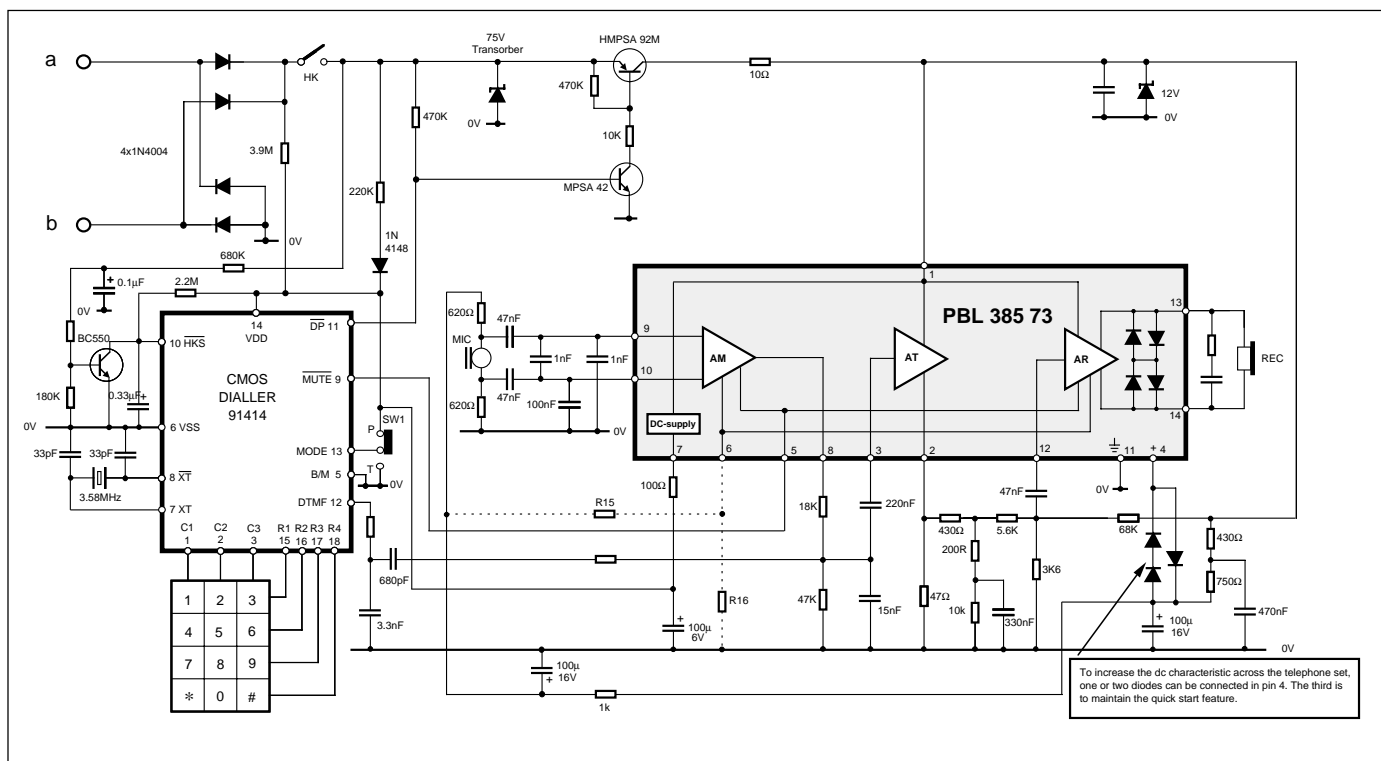 a
HK
75V
Transorber
HMPSA 92M
10Ω
12V
0V
470K
470K
0V
10K
4x1N4004
3.9M
220K
MPSA 42
b
0V
1N
4148
680K
0.1µF
2.2M
0V
BC550
180K
0.33µF
0V
33pF
33pF
3.58MHz
14
VDD
DP 11
10 HKS
MUTE 9
CMOS
DIALLER
91414
6 VSS
MODE 13
B/M 5
8 XT
DTMF 12
7 XT
C1 C2 C3 R1 R2 R3 R4
1 2 3 15 16 17 18
P
SW1
T
0V
1 2 3
4 5 6
7 8 9
* 0 #
680pF
3.3nF
620Ω
47nF
MIC
1nF
1nF
47nF
620Ω
100nF
0V
PBL 385 73
1
9
10
AM
AT
AR
DC-supply
13
14
REC
7 6 5 8 3 2 12 11 + 4
100Ω
R15
18K
220nF
47nF
0V
430Ω
5.6K
68K
430Ω
200R
3K6
750Ω
R16
47K
15nF
47Ω
10k
330nF
470nF
100µ
6V
100µ
16V
100µ
16V
1k
0V
To increase the dc characteristic across the telephone set,
one or two diodes can be connected in pin 4. The third is
to maintain the quick start feature.